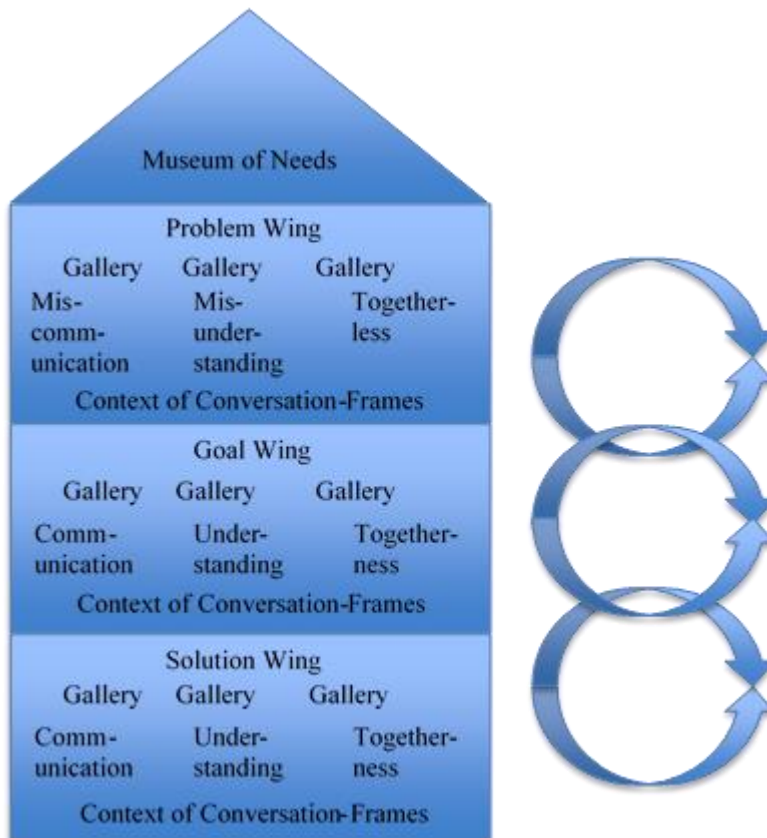 Museum of Needs
Problem Wing
Gallery Gallery Gallery
Mis- Mis- Together-
comm- under- less
unication standing
Context of Conversation-Frames
Goal Wing
Gallery Gallery Gallery
Comm- Under- Together-
unication standing ness
Context of Conversation-Frames
Solution Wing
Gallery Gallery Gallery
Comm- Under- Together-
unication standing ness
Context of Conversation-Frames